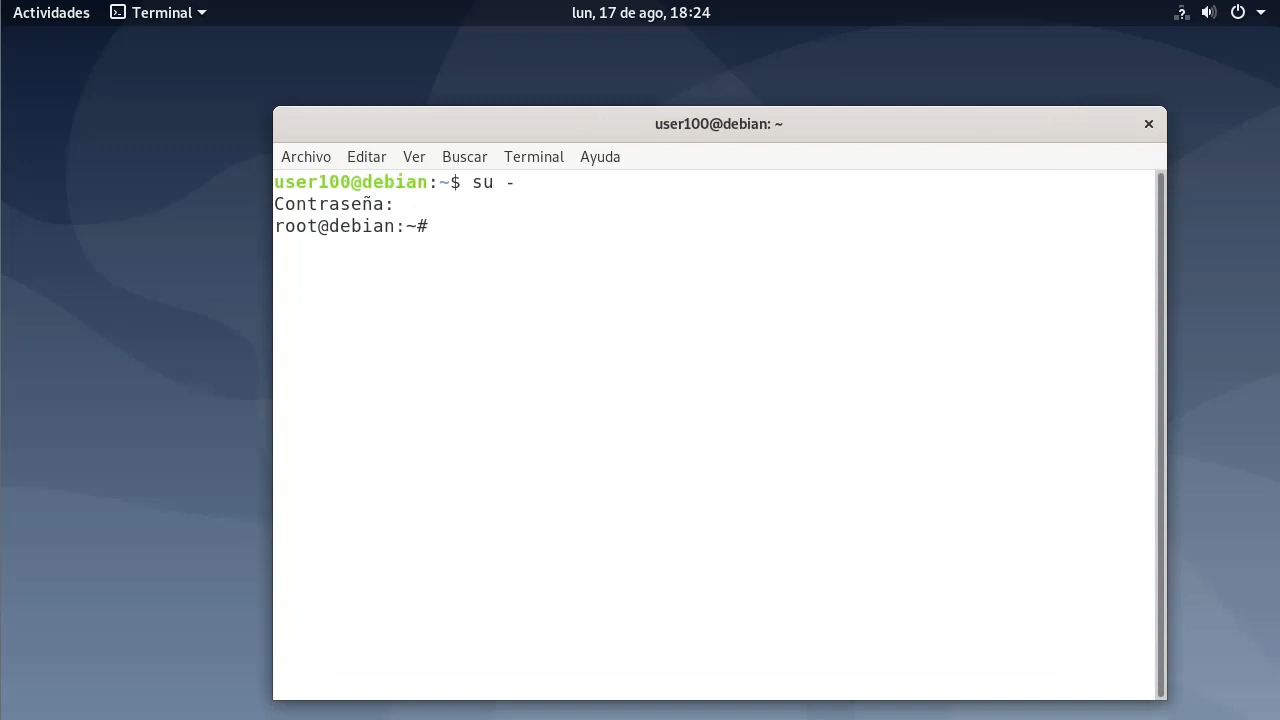 Actividades Terminal lun, 17 de ago, 18:24
user100@debian: ~
Archivo Editar Ver Buscar Terminal Ayuda
user100@debian:~$ su -
Contraseña:
root@debian:~#